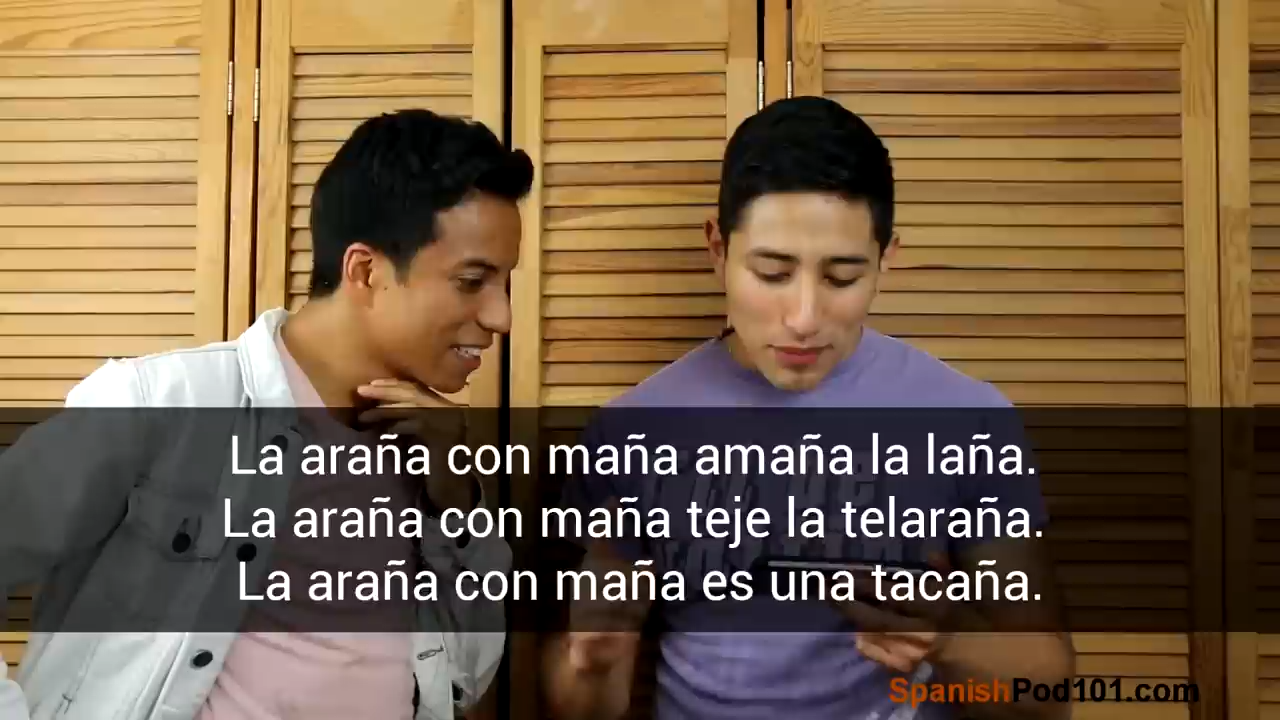 La araña con maña amaña la laña.
La araña con maña teje la telaraña.
La araña con maña es una tacaña.
SpanishPod101.com